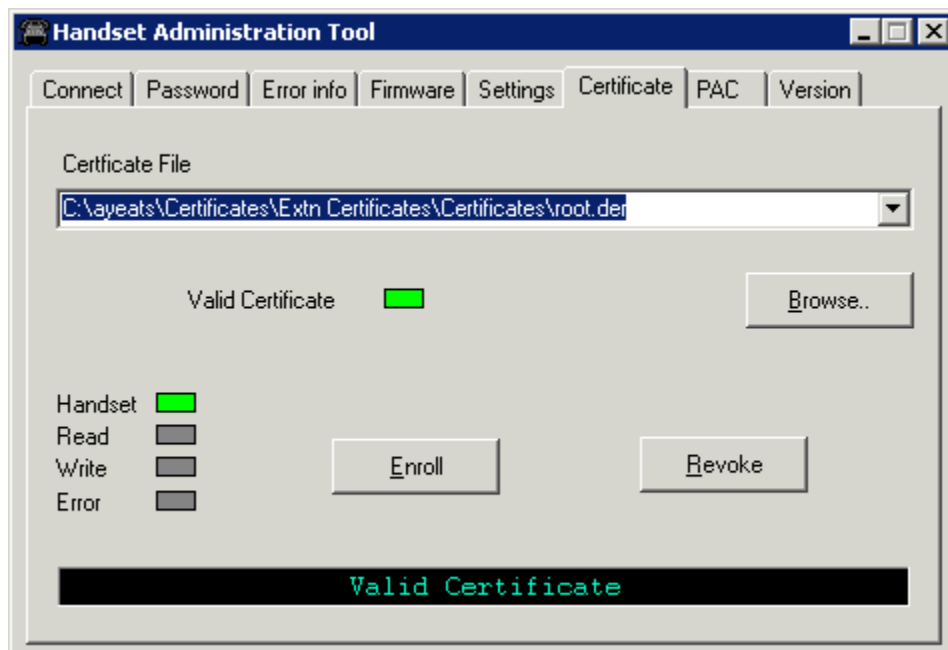 Handset Administration Tool
Connect Password Error info Firmware Settings Certificate PAC Version
Certficate File
C:\ayeats\Certificates\Extn Certificates\Certificates\root.der
Valid Certificate
Browse..
Handset
Read
Write
Error
Enroll
Revoke
Valid Certificate